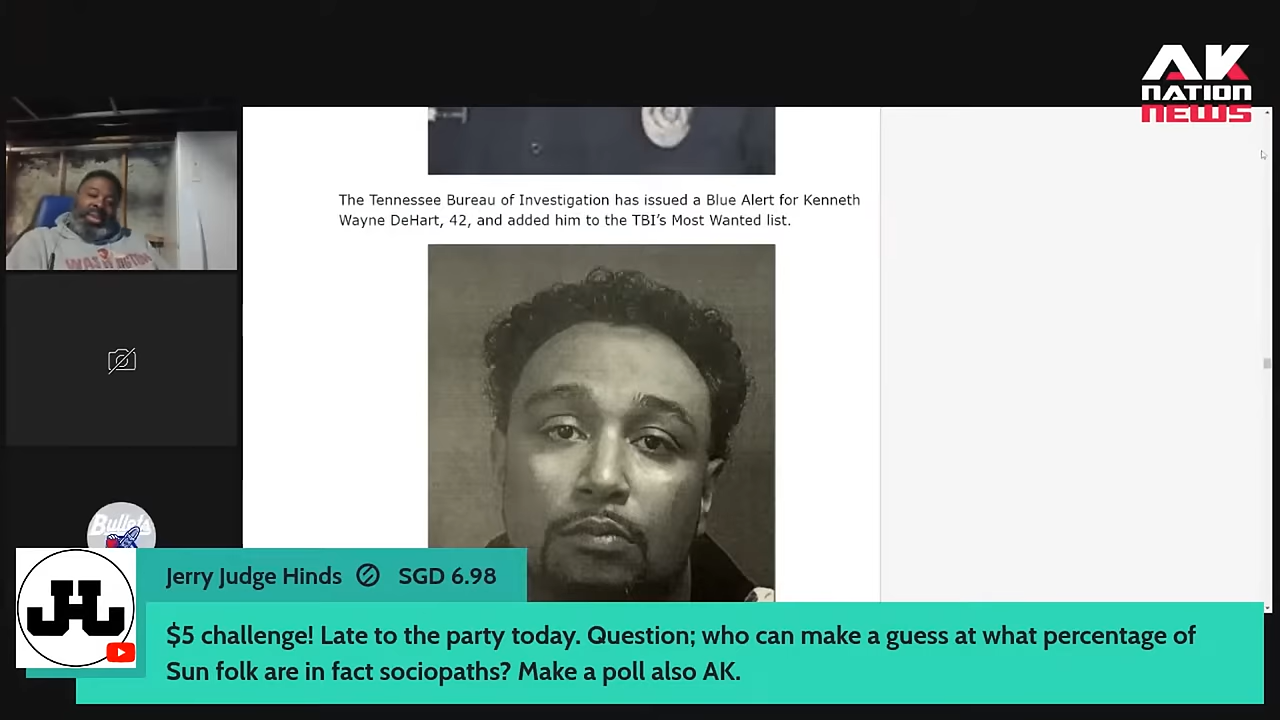 AK
NATION
NEWS
The Tennessee Bureau of Investigation has issued a Blue Alert for Kenneth
Wayne DeHart, 42, and added him to the TBI’s Most Wanted list.
WASHINGTON
Bullets
JHJ
Jerry Judge Hinds SGD 6.98
$5 challenge! Late to the party today. Question; who can make a guess at what percentage of
Sun folk are in fact sociopaths? Make a poll also AK.